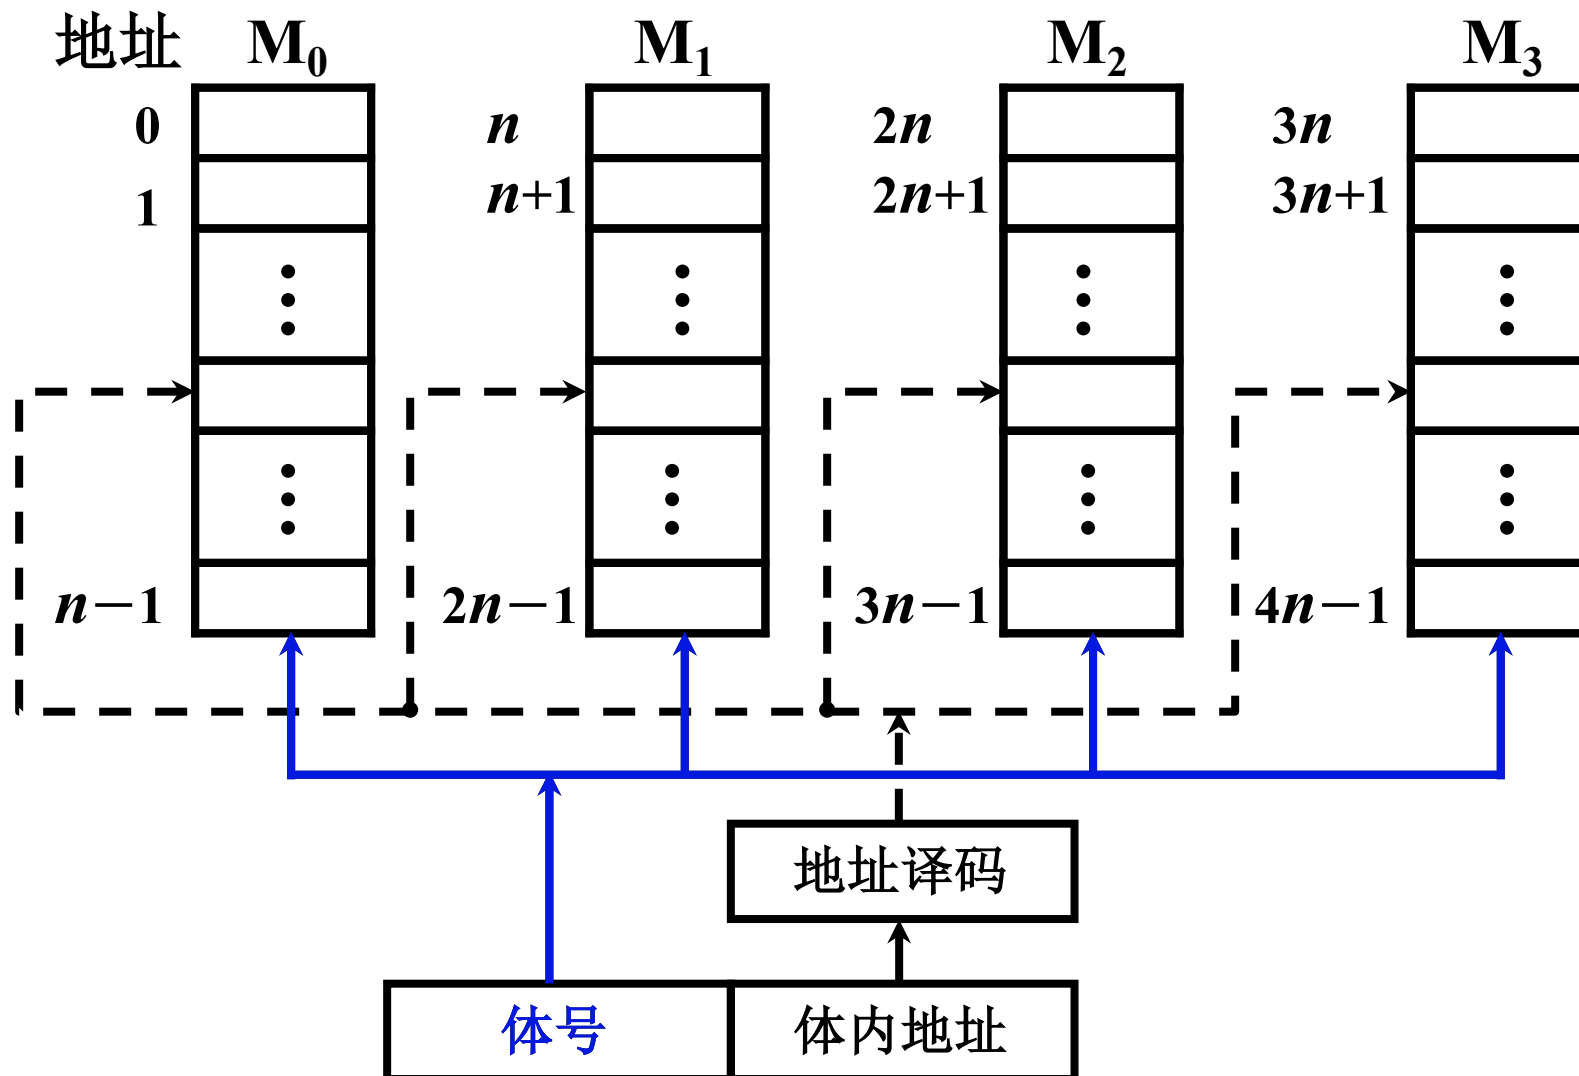 地址 M₀ M₁ M₂ M₃
0 n 2n 3n
1 n+1 2n+1 3n+1
n−1 2n−1 3n−1 4n−1
地址译码
体号 体内地址